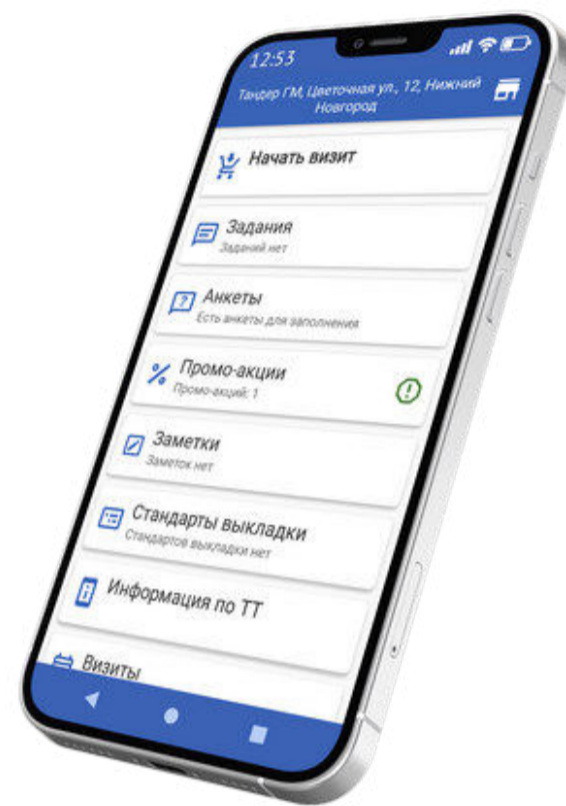 12:53
Тандер ГМ, Цветочная ул., 12, Нижний
Новгород
Начать визит
Задания
Заданий нет
Анкеты
Есть анкеты для заполнения
Промо-акции
Промо-акций: 1
Заметки
Заметок нет
Стандарты выкладки
Стандартов выкладки нет
Информация по ТТ
Визиты